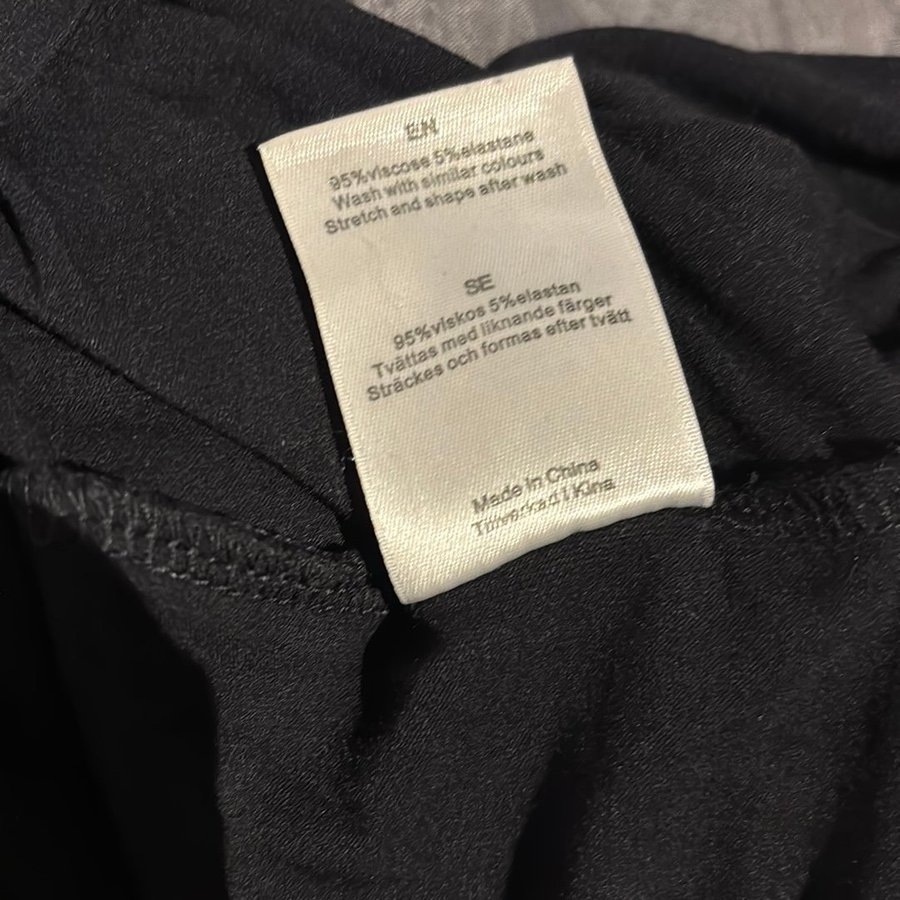 EN
95%viscose 5%elastane
Wash with similar colours
Stretch and shape after wash
SE
95%viskos 5%elastan
Tvättas med liknande färger
Sträckes och formas efter tvätt
Made in China
Tillverkad i Kina